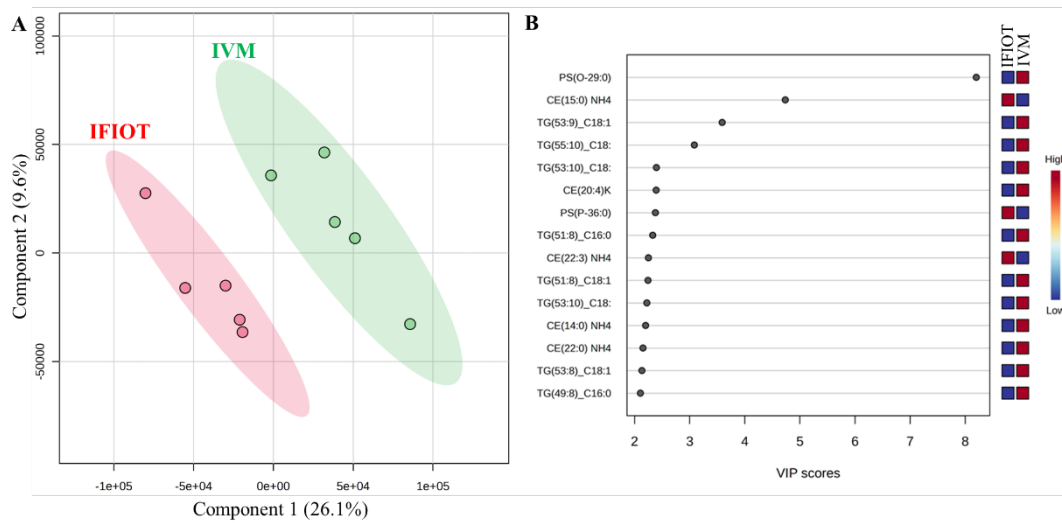 A
IVM
IFIOT
100000
50000
0
-50000
Component 2 (9.6%)
-1e+05
-5e+04
0e+00
5e+04
1e+05
Component 1 (26.1%)
B
IFIOT
IVM
PS(O-29:0)
CE(15:0) NH4
TG(53:9)_C18:1
TG(55:10)_C18:
TG(53:10)_C18:
CE(20:4)K
PS(P-36:0)
TG(51:8)_C16:0
CE(22:3) NH4
TG(51:8)_C18:1
TG(53:10)_C18:
CE(14:0) NH4
CE(22:0) NH4
TG(53:8)_C18:1
TG(49:8)_C16:0
High
Low
2
3
4
5
6
7
8
VIP scores